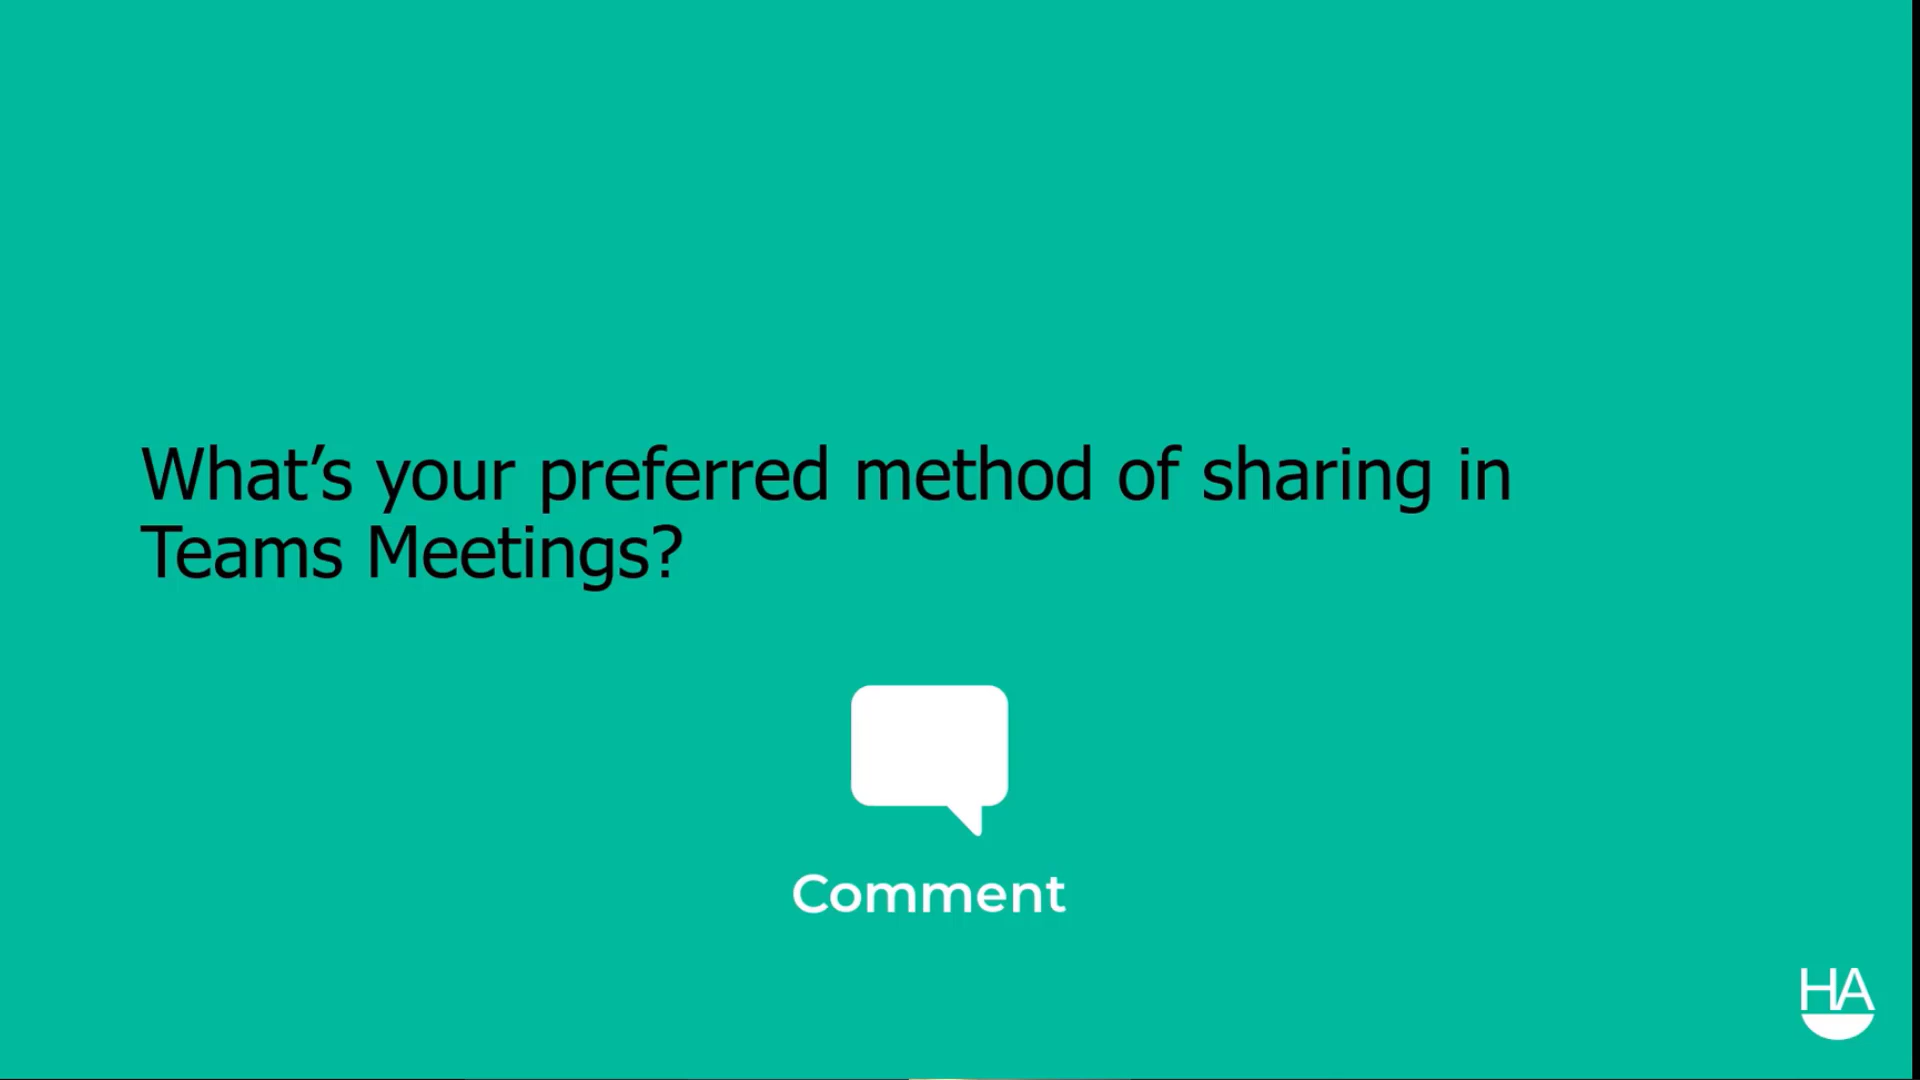 What’s your preferred method of sharing in
Teams Meetings?
Comment
HA